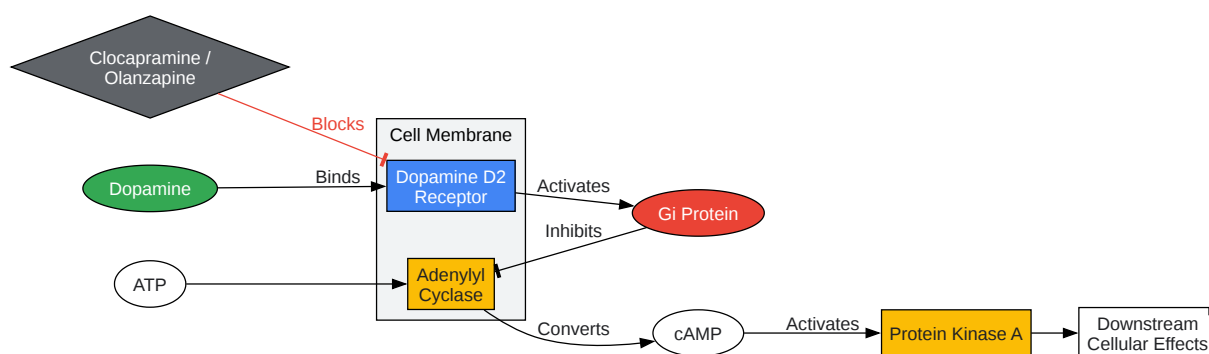 Clocapramine /
Olanzapine
Blocks
Cell Membrane
Dopamine
Binds
Dopamine D2
Receptor
Activates
Gi Protein
Inhibits
ATP
Adenylyl
Cyclase
Converts
cAMP
Activates
Protein Kinase A
Downstream
Cellular Effects